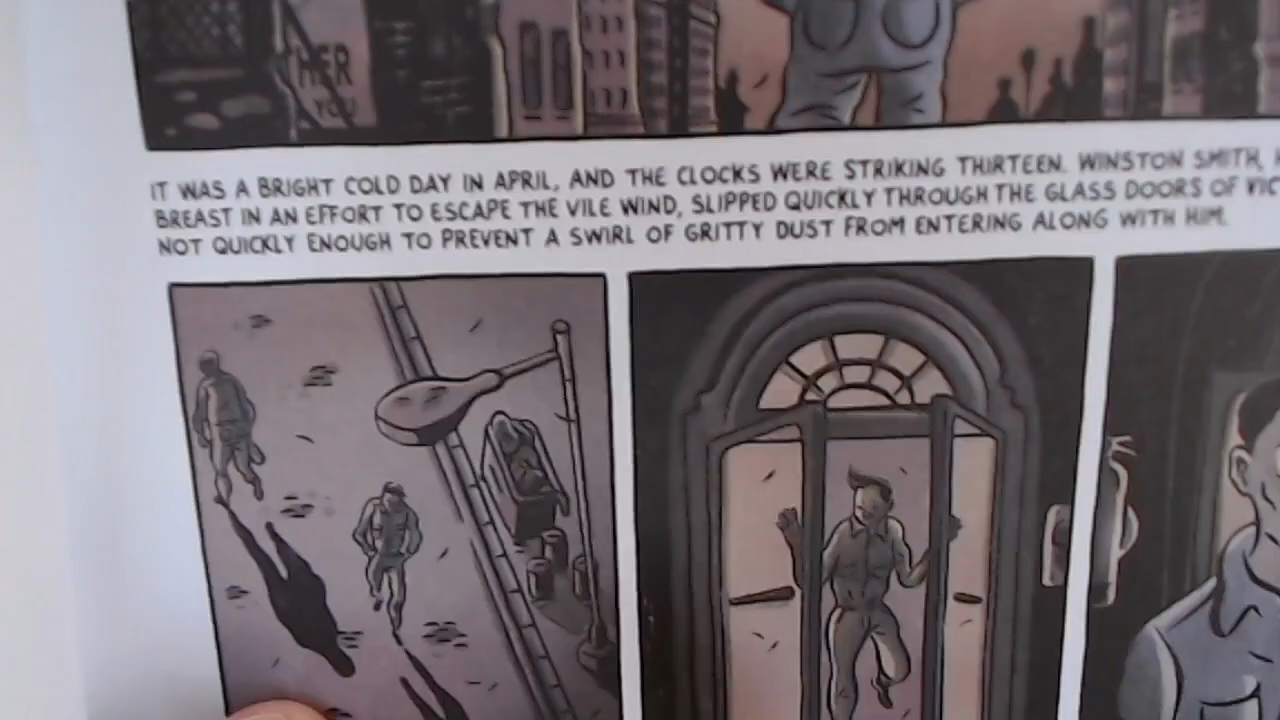 THER
YOU
IT WAS A BRIGHT COLD DAY IN APRIL, AND THE CLOCKS WERE STRIKING THIRTEEN. WINSTON SMITH,
BREAST IN AN EFFORT TO ESCAPE THE VILE WIND, SLIPPED QUICKLY THROUGH THE GLASS DOORS OF VIC
NOT QUICKLY ENOUGH TO PREVENT A SWIRL OF GRITTY DUST FROM ENTERING ALONG WITH HIM.